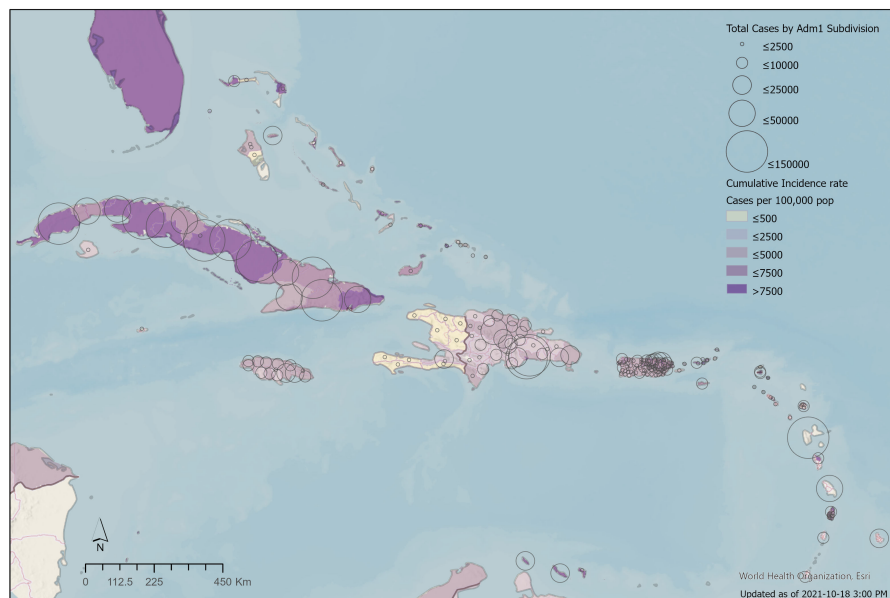 Total Cases by Adm1 Subdivision
≤2500
≤10000
≤25000
≤50000
≤150000
Cumulative Incidence rate
Cases per 100,000 pop
≤500
≤2500
≤5000
≤7500
>7500
N
0 112.5 225 450 Km
World Health Organization, Esri
Updated as of 2021-10-18 3:00 PM